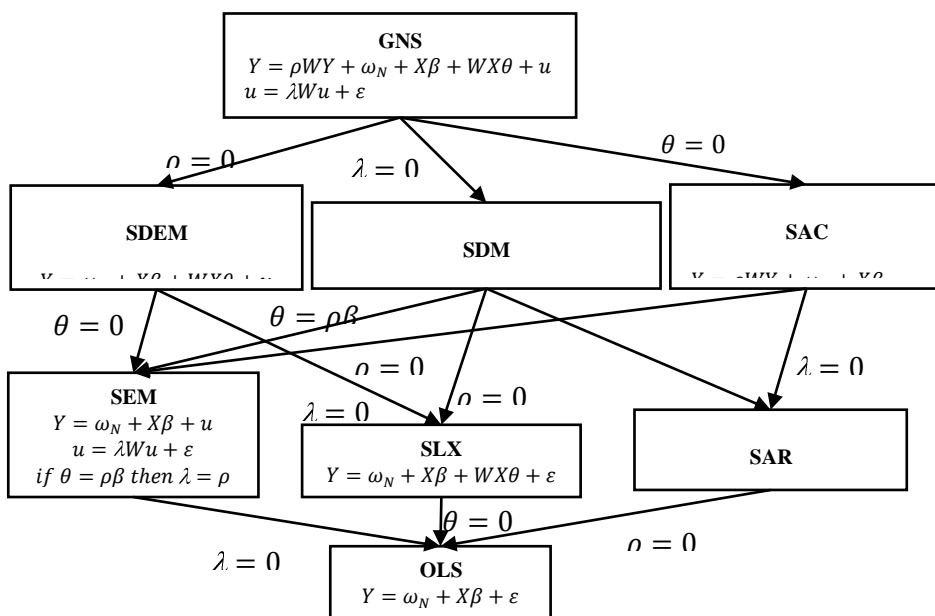 GNS
Y = ρWY + ω_N + Xβ + WXθ + u
u = λWu + ε
ρ = 0
λ = 0
θ = 0
SDEM
SDM
SAC
θ = 0
θ = ρβ
ρ = 0
ρ = 0
λ = 0
λ = 0
SEM
Y = ω_N + Xβ + u
u = λWu + ε
if θ = ρβ then λ = ρ
SLX
Y = ω_N + Xβ + WXθ + ε
SAR
λ = 0
θ = 0
ρ = 0
OLS
Y = ω_N + Xβ + ε